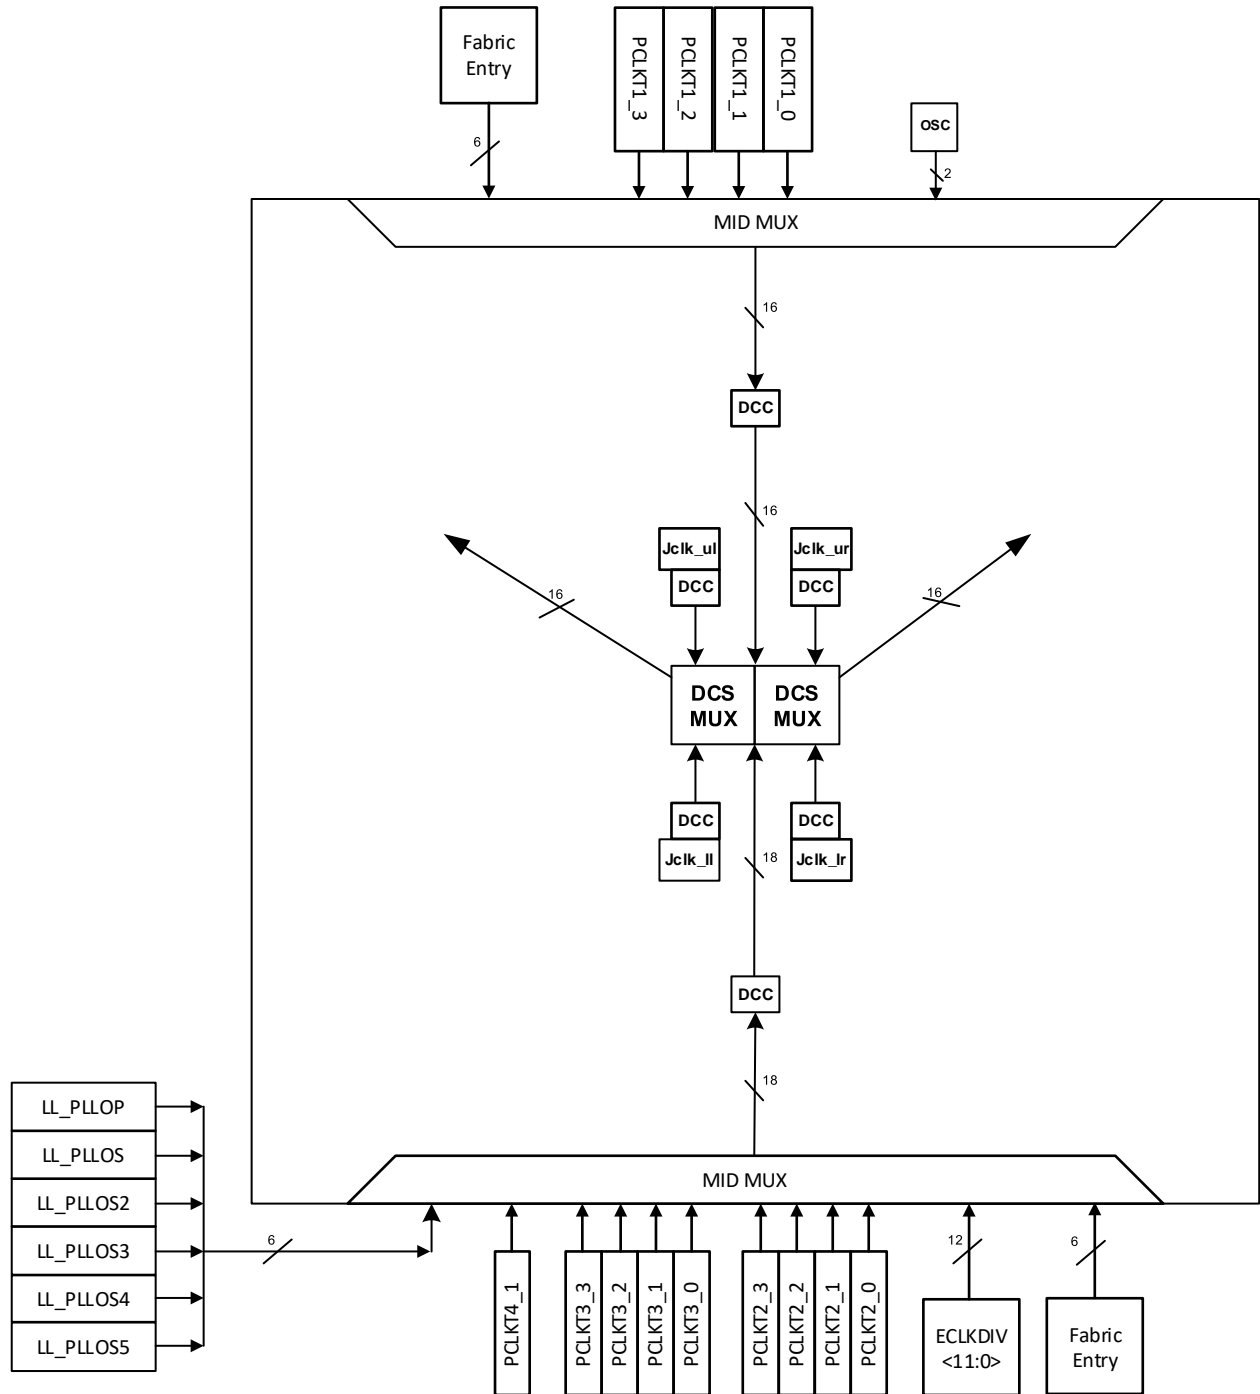 Fabric
Entry
PCLKT1_3
PCLKT1_2
PCLKT1_1
PCLKT1_0
OSC
6
2
MID MUX
16
DCC
16
Jclk_ul
DCC
Jclk_ur
DCC
16
16
DCS
MUX
DCS
MUX
DCC
Jclk_ll
DCC
Jclk_lr
18
DCC
18
MID MUX
LL_PLLOP
LL_PLLOS
LL_PLLOS2
LL_PLLOS3
LL_PLLOS4
LL_PLLOS5
6
PCLKT4_1
PCLKT3_3
PCLKT3_2
PCLKT3_1
PCLKT3_0
PCLKT2_3
PCLKT2_2
PCLKT2_1
PCLKT2_0
12
ECLKDIV
<11:0>
6
Fabric
Entry